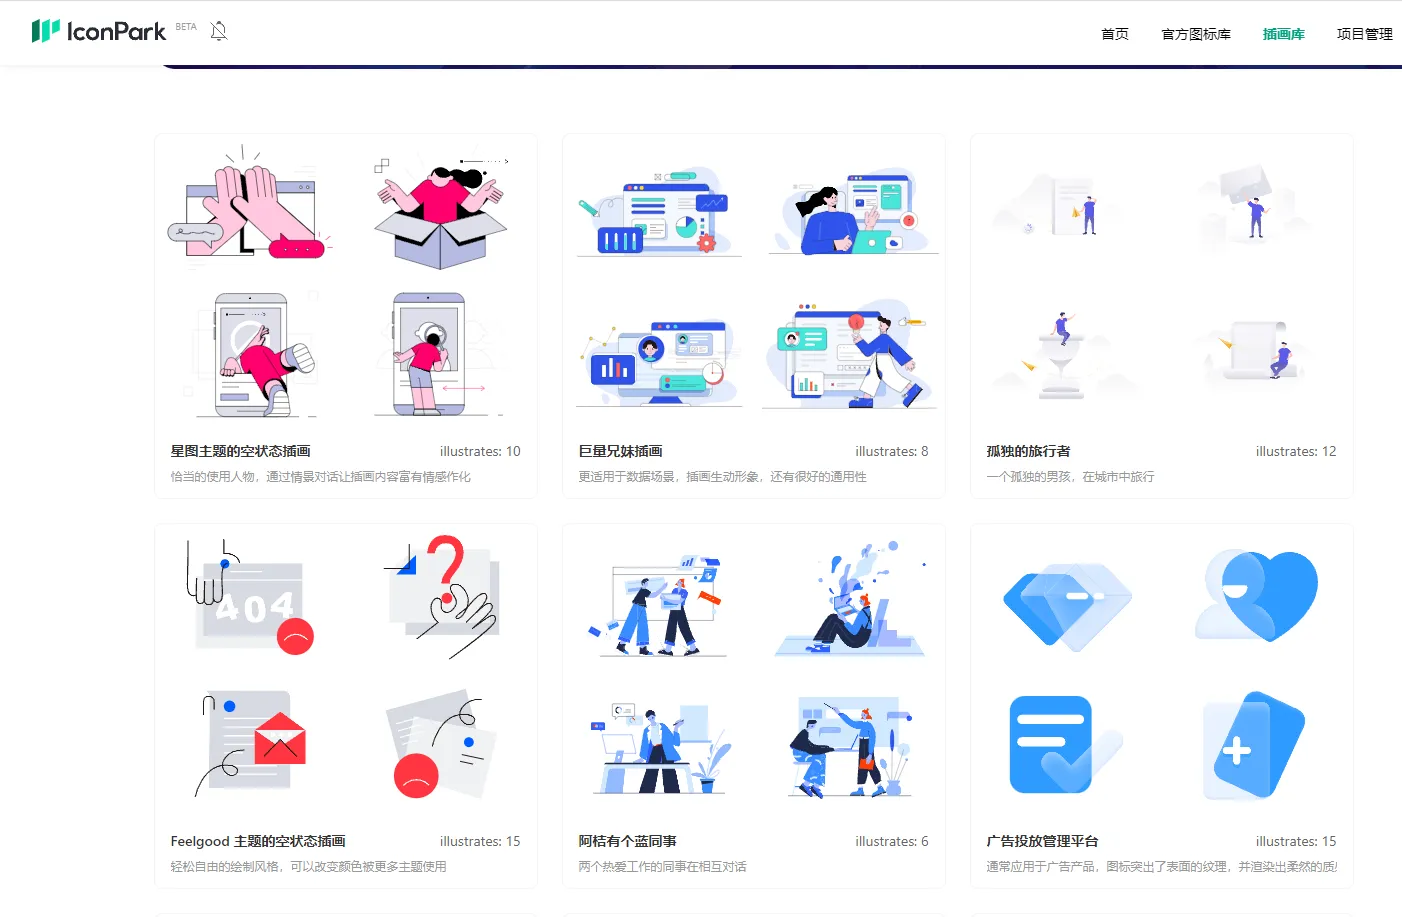 IconPark BETA
首页 官方图标库 插画库 项目管理
星图主题的空状态插画 illustrates: 10
恰当的使用人物，通过情景对话让插画内容富有情感作化
巨量兄妹插画 illustrates: 8
更适用于数据场景，插画生动形象，还有很好的通用性
孤独的旅行者 illustrates: 12
一个孤独的男孩，在城市中旅行
404
?
Feelgood 主题的空状态插画 illustrates: 15
轻松自由的绘制风格，可以改变颜色被更多主题使用
阿桔有个蓝同事 illustrates: 6
两个热爱工作的同事在相互对话
广告投放管理平台 illustrates: 15
通常应用于广告产品，图标突出了表面的纹理，并渲染出柔然的质